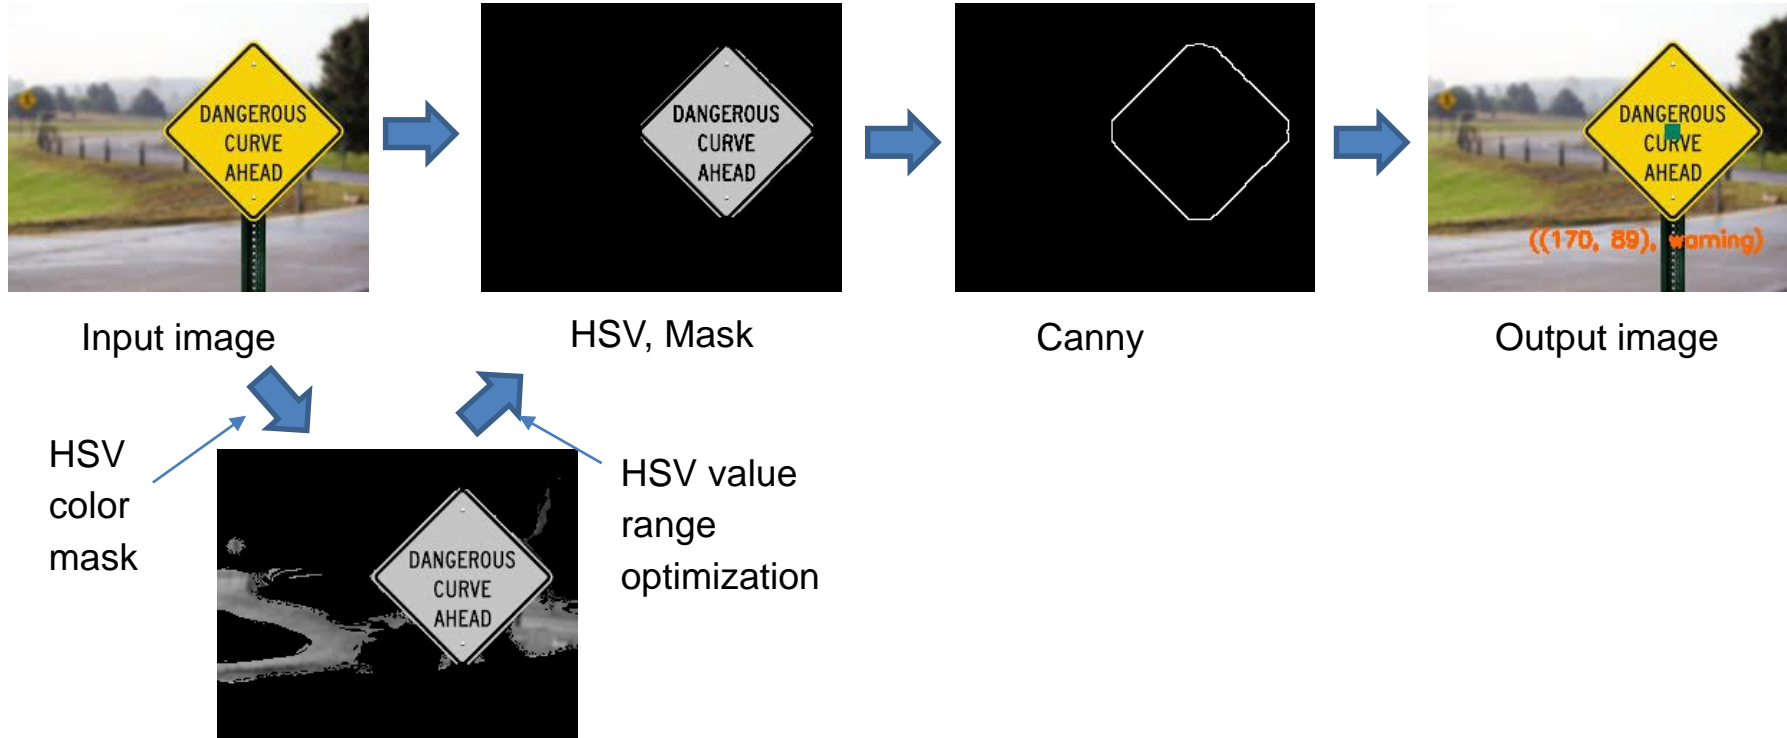 DANGEROUS
CURVE
AHEAD
DANGEROUS
CURVE
AHEAD
DANGEROUS
CURVE
AHEAD
((170, 89), warning)
Input image
HSV, Mask
Canny
Output image
HSV
color
mask
DANGEROUS
CURVE
AHEAD
HSV value
range
optimization